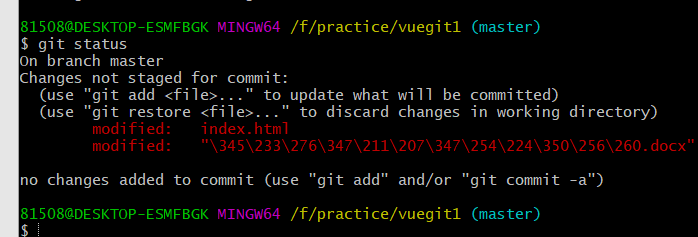 81508@DESKTOP-ESMFBGK MINGW64 /f/practice/vuegit1 (master)
$ git status
On branch master
Changes not staged for commit:
  (use "git add <file>..." to update what will be committed)
  (use "git restore <file>..." to discard changes in working directory)
        modified:   index.html
        modified:   "\345\233\276\347\211\207\347\254\224\350\256\260.docx"

no changes added to commit (use "git add" and/or "git commit -a")

81508@DESKTOP-ESMFBGK MINGW64 /f/practice/vuegit1 (master)
$